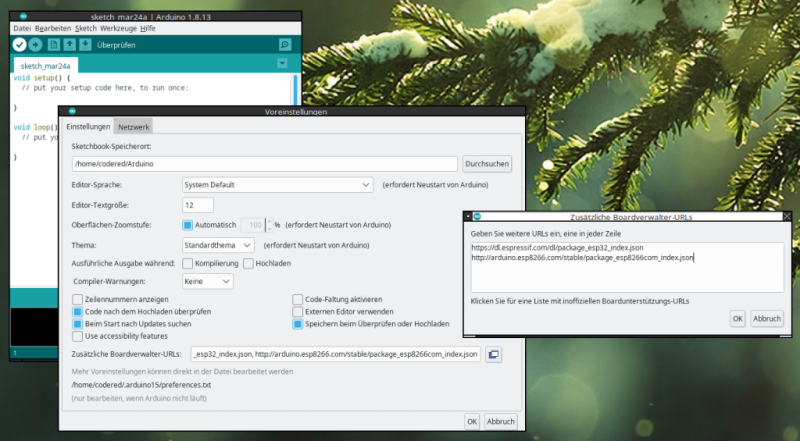 sketch_mar24a | Arduino 1.8.13
Datei Bearbeiten Sketch Werkzeuge Hilfe
Überprüfen
sketch_mar24a
void setup() {
// put your setup code here, to run once:
}
void loop()
// put yo
}
1
Voreinstellungen
Einstellungen Netzwerk
Sketchbook-Speicherort:
/home/codered/Arduino Durchsuchen
Editor-Sprache: System Default (erfordert Neustart von Arduino)
Editor-Textgröße: 12
Oberflächen-Zoomstufe: Automatisch 100 % (erfordert Neustart von Arduino)
Thema: Standardthema (erfordert Neustart von Arduino)
Ausführliche Ausgabe während: Kompilierung Hochladen
Compiler-Warnungen: Keine
Zeilennummern anzeigen Code-Faltung aktivieren
Code nach dem Hochladen überprüfen Externen Editor verwenden
Beim Start nach Updates suchen Speichern beim Überprüfen oder Hochladen
Use accessibility features
Zusätzliche Boardverwalter-URLs: _esp32_index.json, http://arduino.esp8266.com/stable/package_esp8266com_index.json
Mehr Voreinstellungen können direkt in der Datei bearbeitet werden
/home/codered/.arduino15/preferences.txt
(nur bearbeiten, wenn Arduino nicht läuft)
OK Abbruch
Zusätzliche Boardverwalter-URLs
Geben Sie weitere URLs ein, eine in jeder Zeile
https://dl.espressif.com/dl/package_esp32_index.json
http://arduino.esp8266.com/stable/package_esp8266com_index.json
Klicken Sie für eine Liste mit inoffiziellen Boardunterstützungs-URLs
OK Abbruch